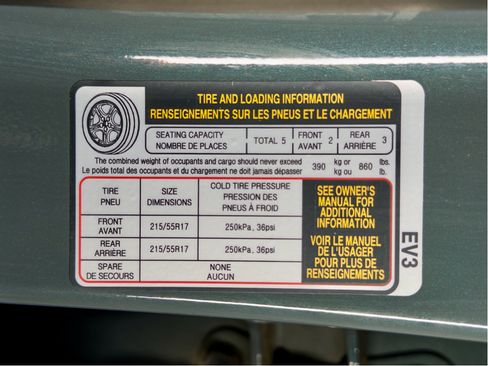 TIRE AND LOADING INFORMATION
RENSEIGNEMENTS SUR LES PNEUS ET LE CHARGEMENT
SEATING CAPACITY
NOMBRE DE PLACES
TOTAL 5
FRONT
AVANT 2
REAR
ARRIÈRE 3
The combined weight of occupants and cargo should never exceed
Le poids total des occupants et du chargement ne doit jamais dépasser
390 kg or kg ou 860 lbs. lb.
TIRE
PNEU
SIZE
DIMENSIONS
COLD TIRE PRESSURE
PRESSION DES
PNEUS À FROID
FRONT
AVANT
215/55R17
250kPa, 36psi
REAR
ARRIÈRE
215/55R17
250kPa, 36psi
SPARE
DE SECOURS
NONE
AUCUN
SEE OWNER'S
MANUAL FOR
ADDITIONAL
INFORMATION
VOIR LE MANUEL
DE L'USAGER
POUR PLUS DE
RENSEIGNEMENTS
EV3